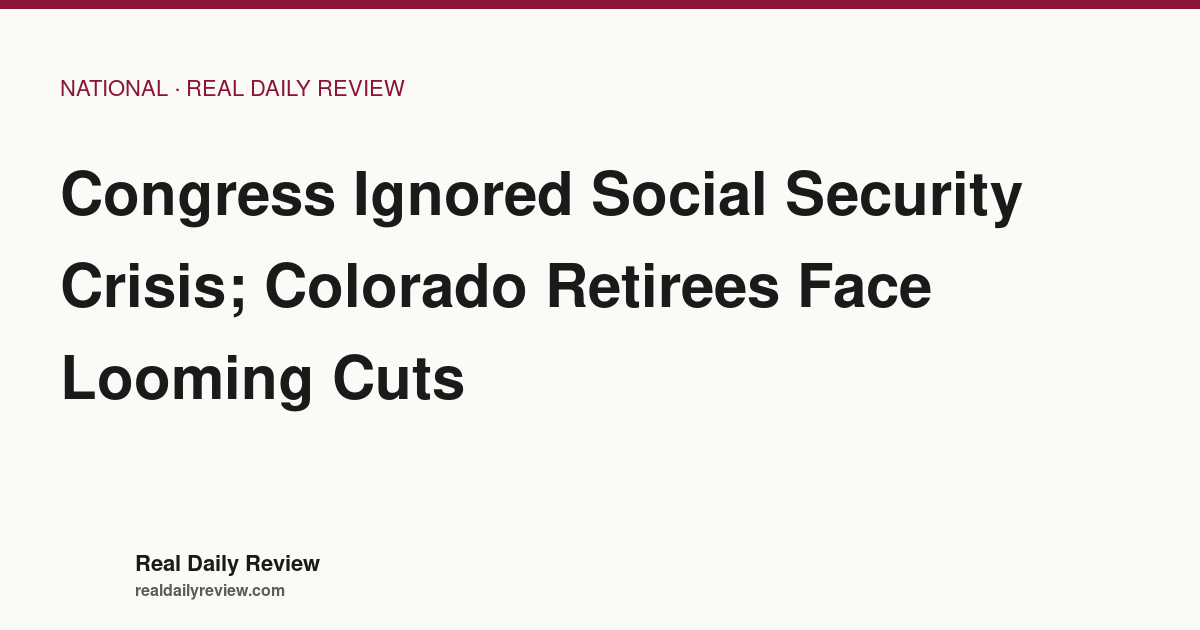 NATIONAL · REAL DAILY REVIEW
Congress Ignored Social Security
Crisis; Colorado Retirees Face
Looming Cuts
Real Daily Review
realdailyreview.com